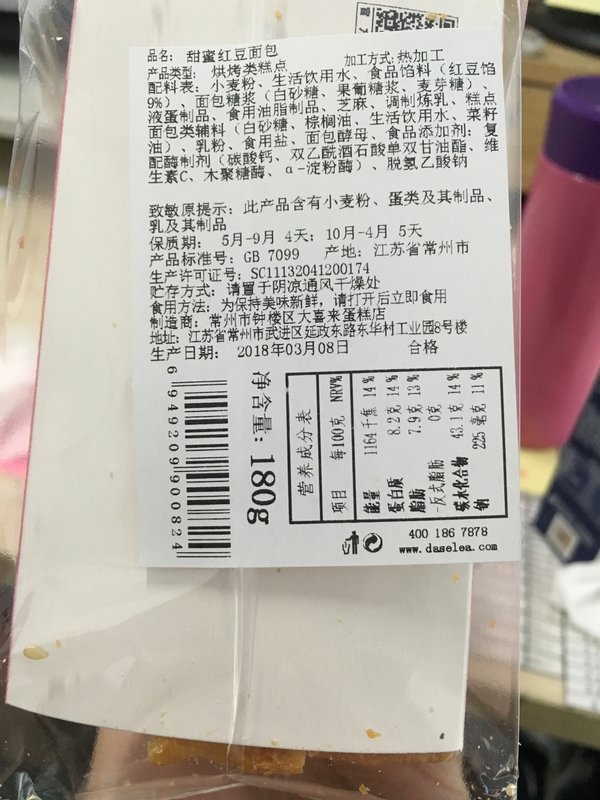 品名: 甜蜜红豆面包
加工方式:热加工
产品类型: 烘烤类糕点
配料表: 小麦粉、生活饮用水、食品馅料（红豆馅
9%）、面包糖浆（白砂糖、果葡糖浆、麦芽糖）、
液蛋制品、食用油脂制品、芝麻、调制炼乳、糕点
面包类辅料（白砂糖、棕榈油、生活饮用水、菜籽
油）、乳粉、食用盐、面包酵母、食品添加剂: 复
配酶制剂（碳酸钙、双乙酰酒石酸单双甘油酯、维
生素C、木聚糖酶、α-淀粉酶）、脱氢乙酸钠
致敏原提示: 此产品含有小麦粉、蛋类及其制品、
乳及其制品
保质期: 5月-9月 4天; 10月-4月 5天
产品标准号: GB 7099 产地: 江苏省常州市
生产许可证号: SC11132041200174
贮存方式: 请置于阴凉通风干燥处
食用方法: 为保持美味新鲜，请打开后立即食用
制造商: 常州市钟楼区大喜来蛋糕店
地址: 江苏省常州市武进区延政东路东华村工业园8号楼
生产日期: 2018年03月08日 合格
6949209900824
净含量: 180g
营养成分表
项目 每100克 NRV%
能量 1164千焦 14%
蛋白质 8.2克 14%
脂肪 7.9克 13%
-反式脂肪 0克
碳水化合物 43.1克 14%
钠 225毫克 11%
400 186 7878
www.daselea.com